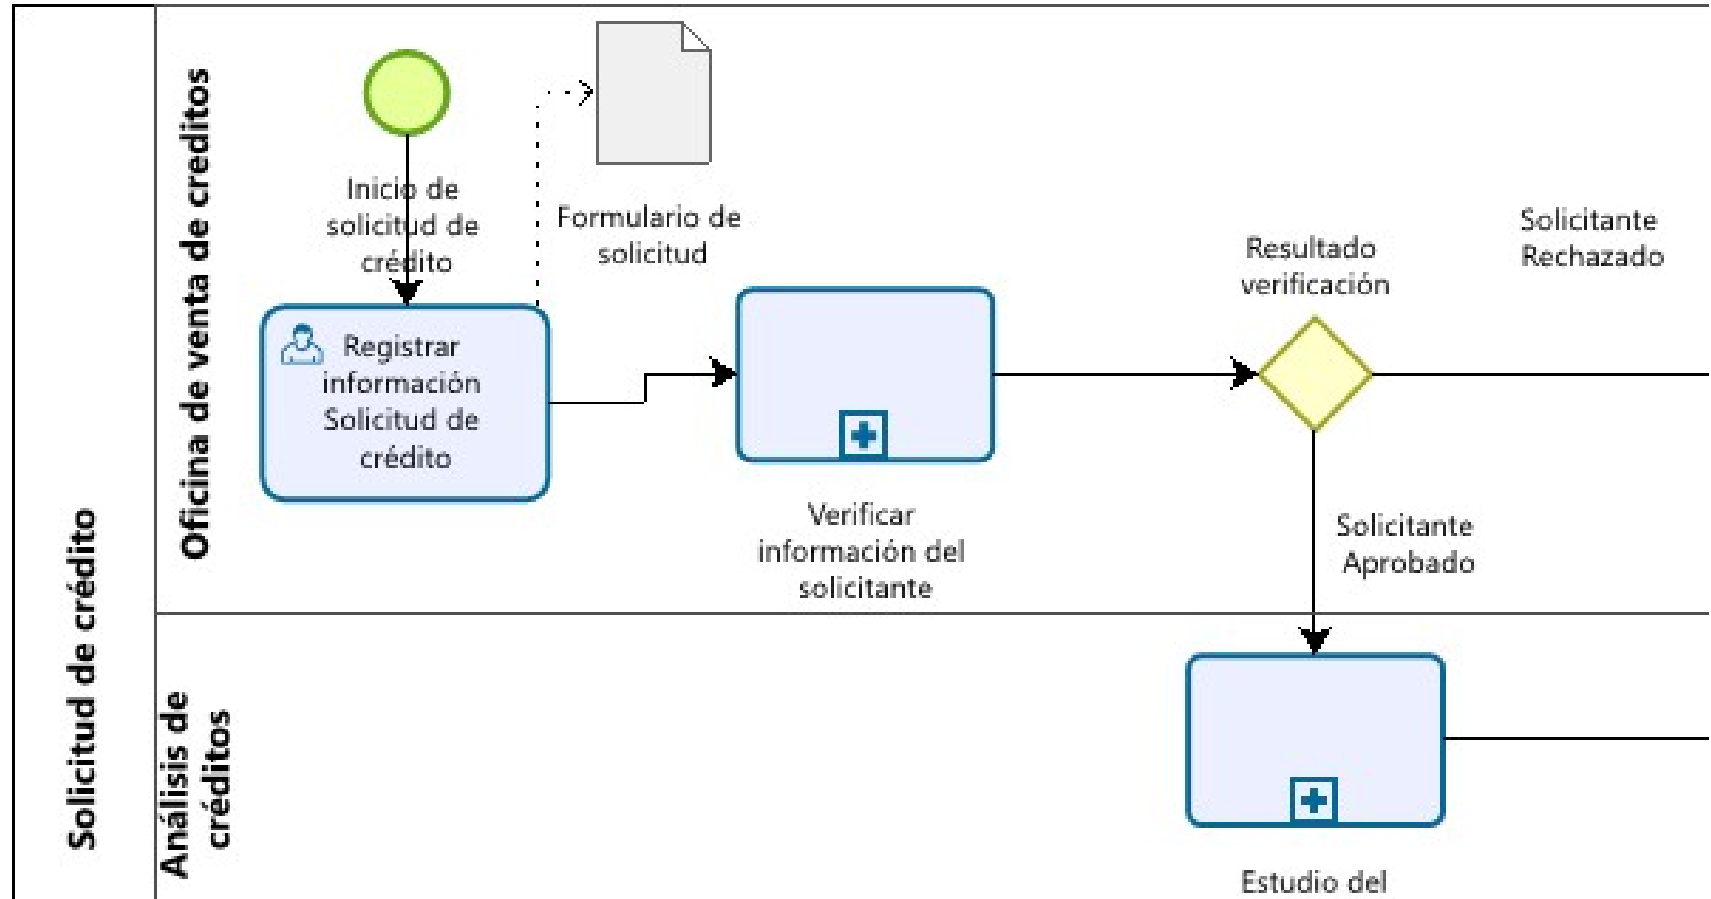 Solicitud de crédito
Oficina de venta de creditos
Inicio de
solicitud de
crédito
Formulario de
solicitud
Registrar
información
Solicitud de
crédito
Verificar
información del
solicitante
Resultado
verificación
Solicitante
Rechazado
Solicitante
Aprobado
Análisis de
créditos
Estudio del